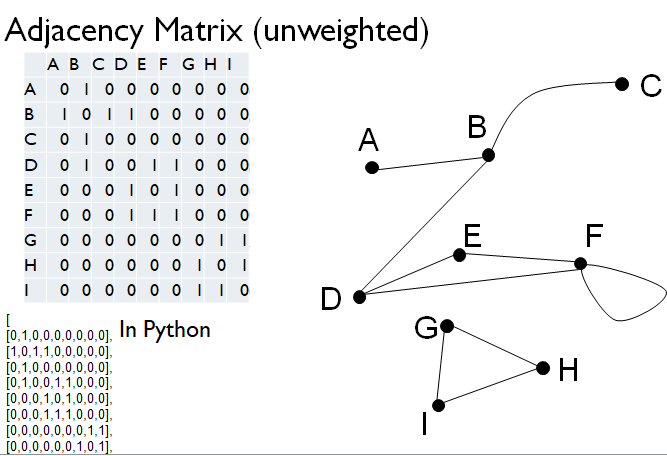 Adjacency Matrix (unweighted)
A B C D E F G H I
A 0 1 0 0 0 0 0 0 0
B 1 0 1 1 0 0 0 0 0
C 0 1 0 0 0 0 0 0 0
D 0 1 0 0 1 1 0 0 0
E 0 0 0 1 0 1 0 0 0
F 0 0 0 1 1 1 0 0 0
G 0 0 0 0 0 0 0 1 1
H 0 0 0 0 0 0 1 0 1
I 0 0 0 0 0 0 1 1 0
[
[0,1,0,0,0,0,0,0,0],
[1,0,1,1,0,0,0,0,0],
[0,1,0,0,0,0,0,0,0],
[0,1,0,0,1,1,0,0,0],
[0,0,0,1,0,1,0,0,0],
[0,0,0,1,1,1,0,0,0],
[0,0,0,0,0,0,0,1,1],
[0,0,0,0,0,0,1,0,1],
In Python
C
B
A
E
F
D
G
H
I